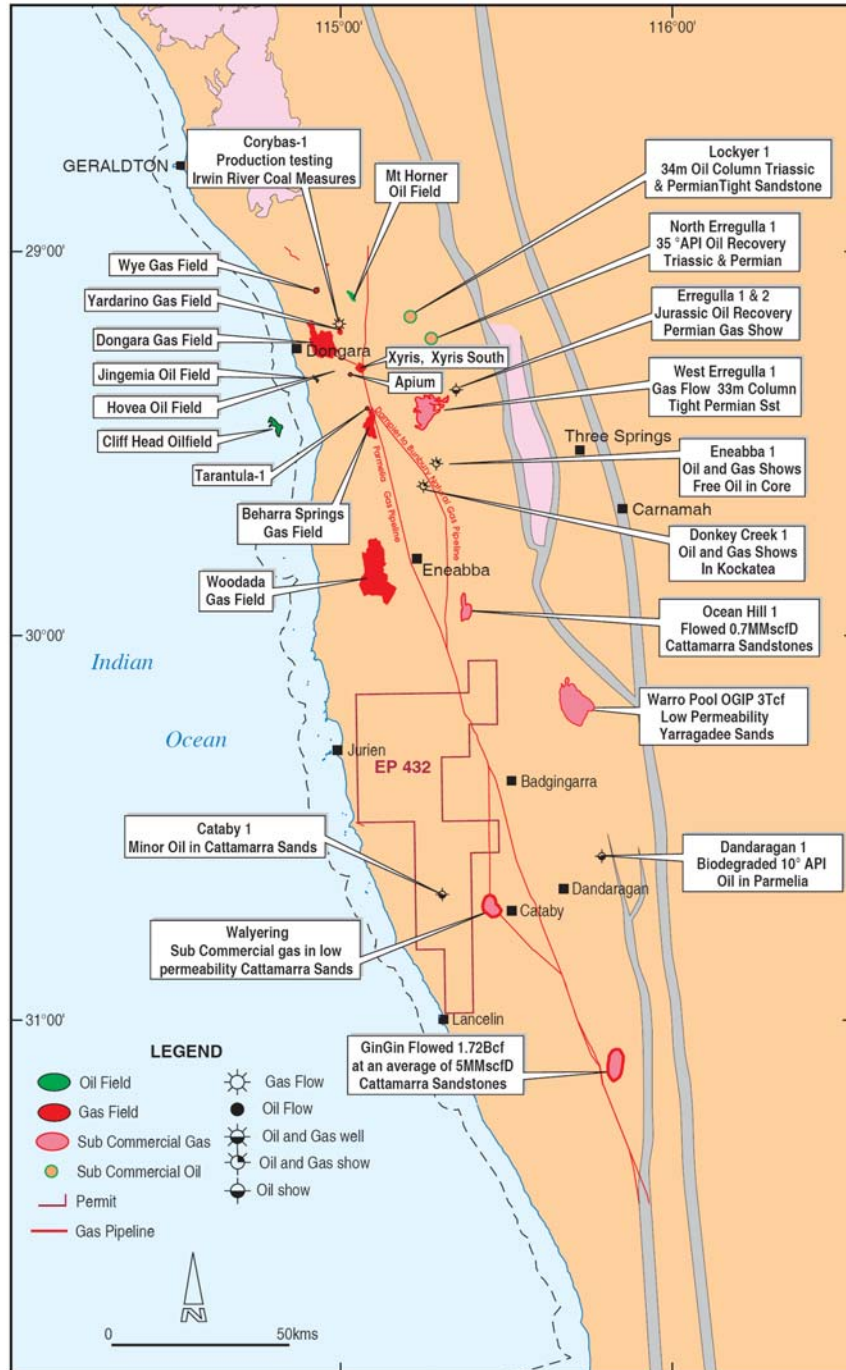 115°00'
116°00'
Corybas-1
Production testing
Irwin River Coal Measures
GERALDTON
Mt Horner
Oil Field
Lockyer 1
34m Oil Column Triassic
& PermianTight Sandstone
North Erregulla 1
35 °API Oil Recovery
Triassic & Permian
29°00'
Wye Gas Field
Yardarino Gas Field
Dongara Gas Field
Dongara
Jingemia Oil Field
Hovea Oil Field
Cliff Head Oilfield
Tarantula-1
Beharra Springs
Gas Field
Woodada
Gas Field
Xyris, Xyris South
Apium
Erregulla 1 & 2
Jurassic Oil Recovery
Permian Gas Show
West Erregulla 1
Gas Flow 33m Column
Tight Permian Sst
Three Springs
Eneabba 1
Oil and Gas Shows
Free Oil in Core
Carnamah
Donkey Creek 1
Oil and Gas Shows
In Kockatea
Dampier to Bunbury Natural Gas Pipeline
Parmelia Gas Pipeline
Eneabba
Ocean Hill 1
Flowed 0.7MMscfD
Cattamarra Sandstones
30°00'
Indian
Ocean
Warro Pool OGIP 3Tcf
Low Permeability
Yarragadee Sands
Jurien
EP 432
Badgingarra
Cataby 1
Minor Oil in Cattamarra Sands
Dandaragan 1
Biodegraded 10° API
Oil in Parmelia
Dandaragan
Cataby
Walyering
Sub Commercial gas in low
permeability Cattamarra Sands
31°00'
Lancelin
GinGin Flowed 1.72Bcf
at an average of 5MMscfD
Cattamarra Sandstones
LEGEND
Oil Field
Gas Field
Sub Commercial Gas
Sub Commercial Oil
Permit
Gas Pipeline
Gas Flow
Oil Flow
Oil and Gas well
Oil and Gas show
Oil show
N
0 50kms